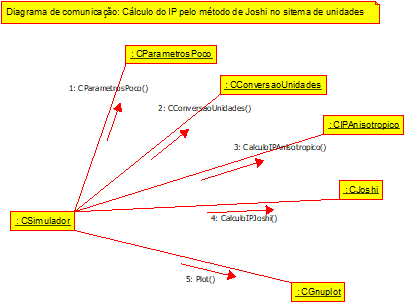 Diagrama de comunicação: Cálculo do IP pelo método de Joshi no sitema de unidades
: CParametrosPoco
1: CParametrosPoco()
: CConversaoUnidades
2: CConversaoUnidades()
: CIPAnisotropico
3: CalculoIPAnisotropico()
: CJoshi
: CSimulador
4: CalculoIPJoshi()
5: Plot()
: CGnuplot